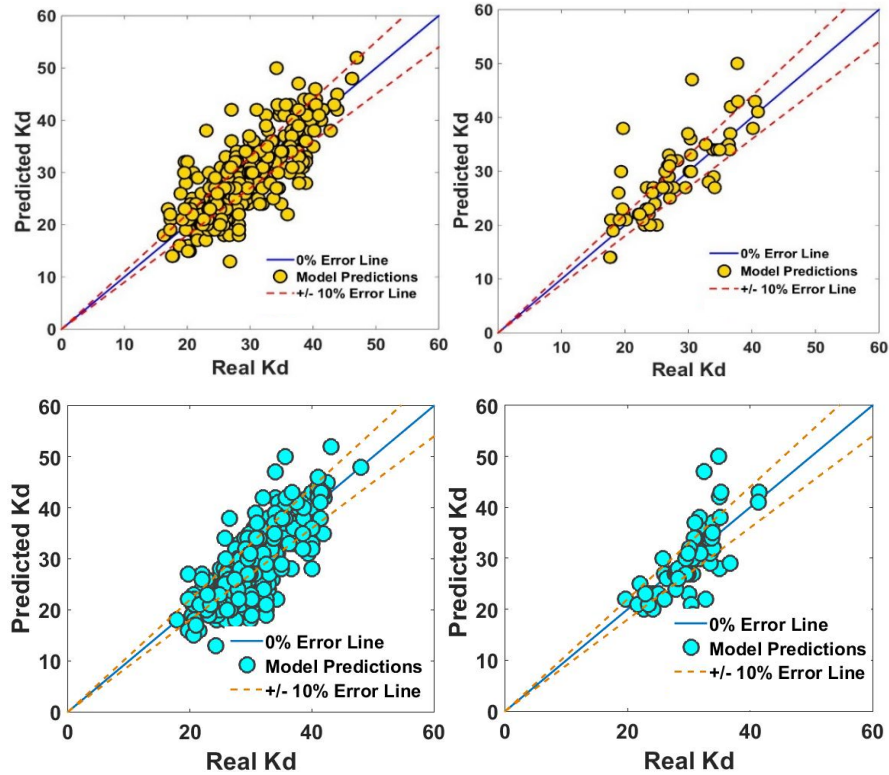 60
50
40
30
20
10
0
Predicted Kd
0% Error Line
Model Predictions
+/- 10% Error Line
0 10 20 30 40 50 60
Real Kd
60
50
40
30
20
10
0
Predicted Kd
0% Error Line
Model Predictions
+/- 10% Error Line
0 10 20 30 40 50 60
Real Kd
60
50
40
30
20
10
0
Predicted Kd
0% Error Line
Model Predictions
+/- 10% Error Line
0 20 40 60
Real Kd
60
50
40
30
20
10
0
Predicted Kd
0% Error Line
Model Predictions
+/- 10% Error Line
0 20 40 60
Real Kd